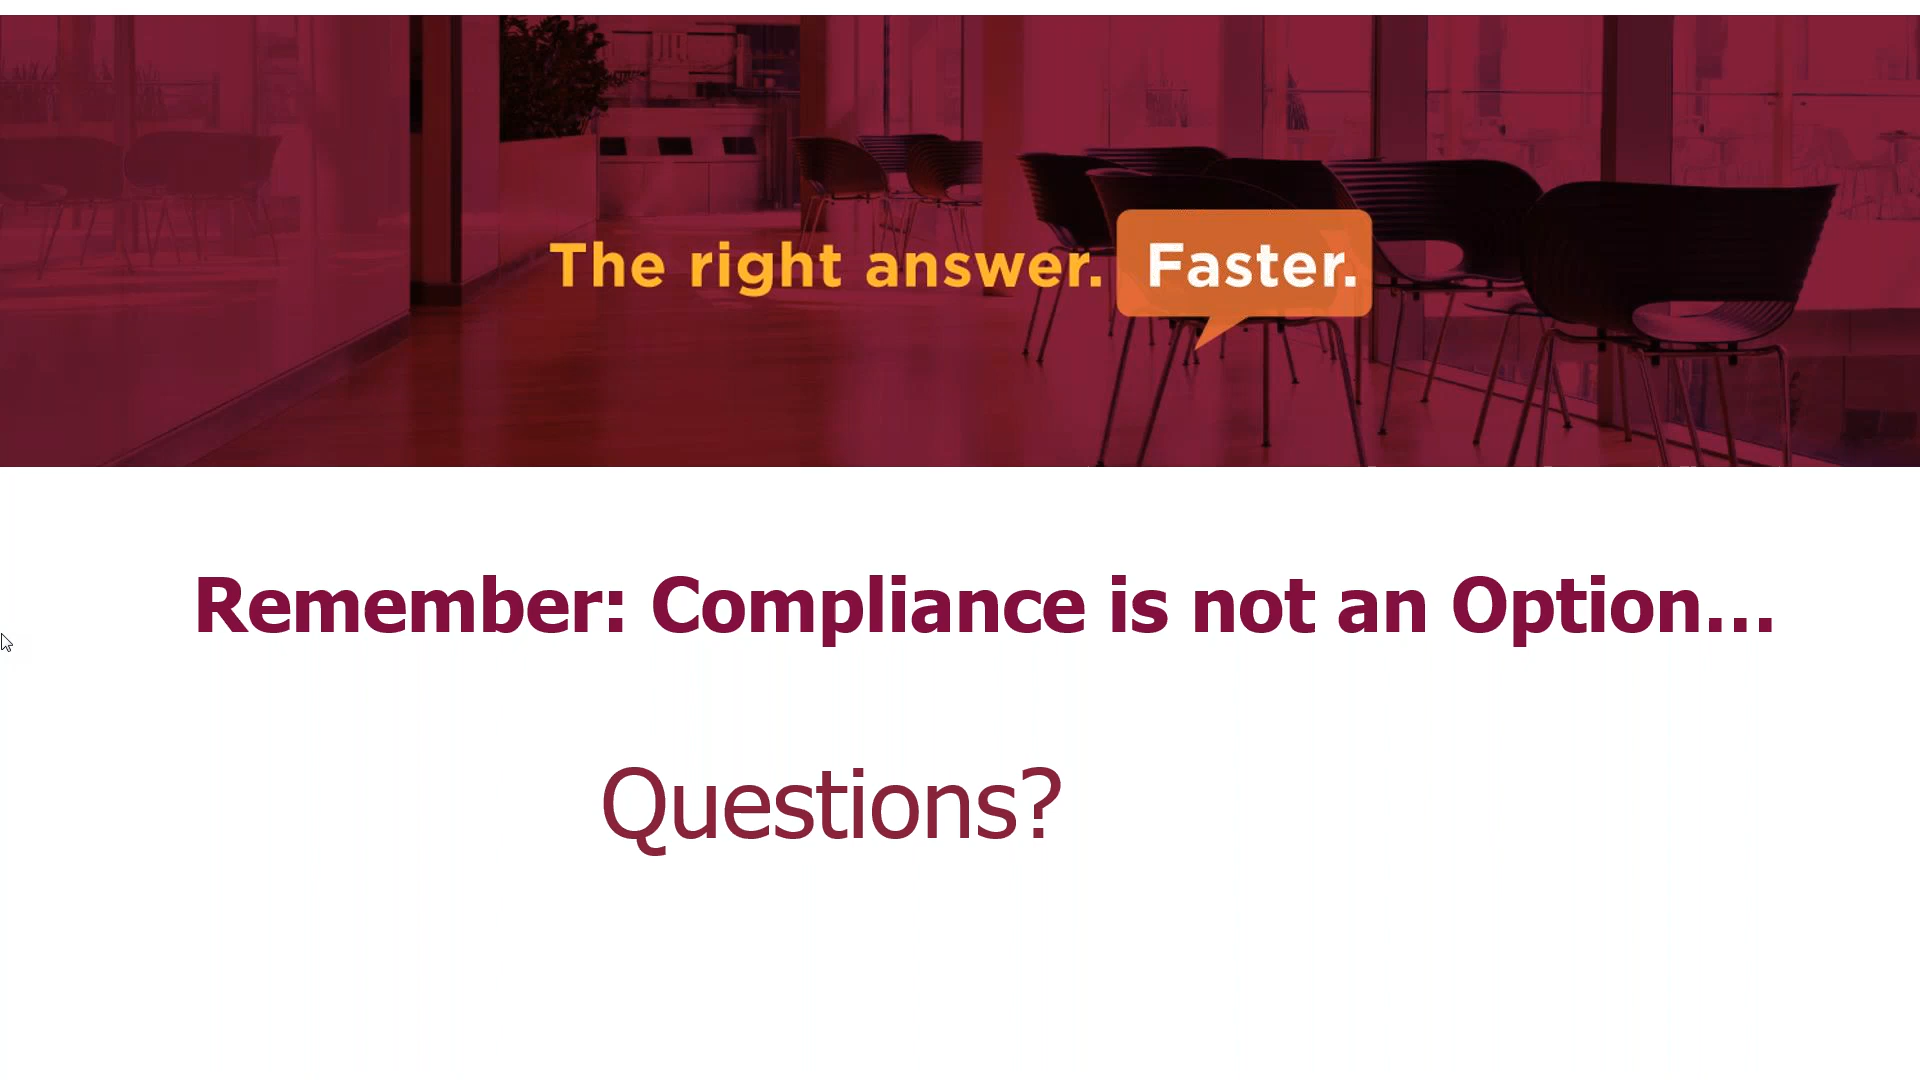 The right answer. Faster.
Remember: Compliance is not an Option...
Questions?